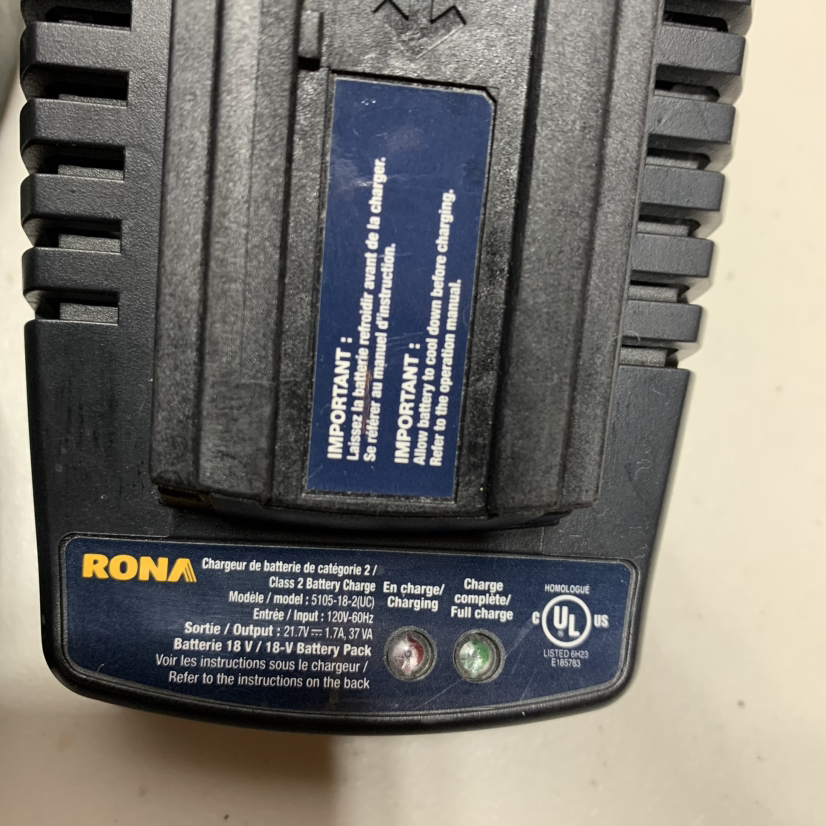 IMPORTANT :
Laissez la batterie refroidir avant de la charger.
Se référer au manuel d'instruction.
IMPORTANT :
Allow battery to cool down before charging.
Refer to the operation manual.
RONA
Chargeur de batterie de catégorie 2 /
Class 2 Battery Charge
Modèle / model : 5105-18-2(UC)
Entrée / Input : 120V-60Hz
Sortie / Output : 21.7V⎓ 1.7A, 37 VA
Batterie 18 V / 18-V Battery Pack
Voir les instructions sous le chargeur /
Refer to the instructions on the back
En charge/
Charging
Charge
complète/
Full charge
HOMOLOGUÉ
C UL US
LISTED 6H23
E185783